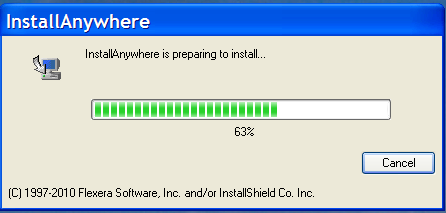 InstallAnywhere
InstallAnywhere is preparing to install...
63%
Cancel
(C) 1997-2010 Flexera Software, Inc. and/or InstallShield Co. Inc.